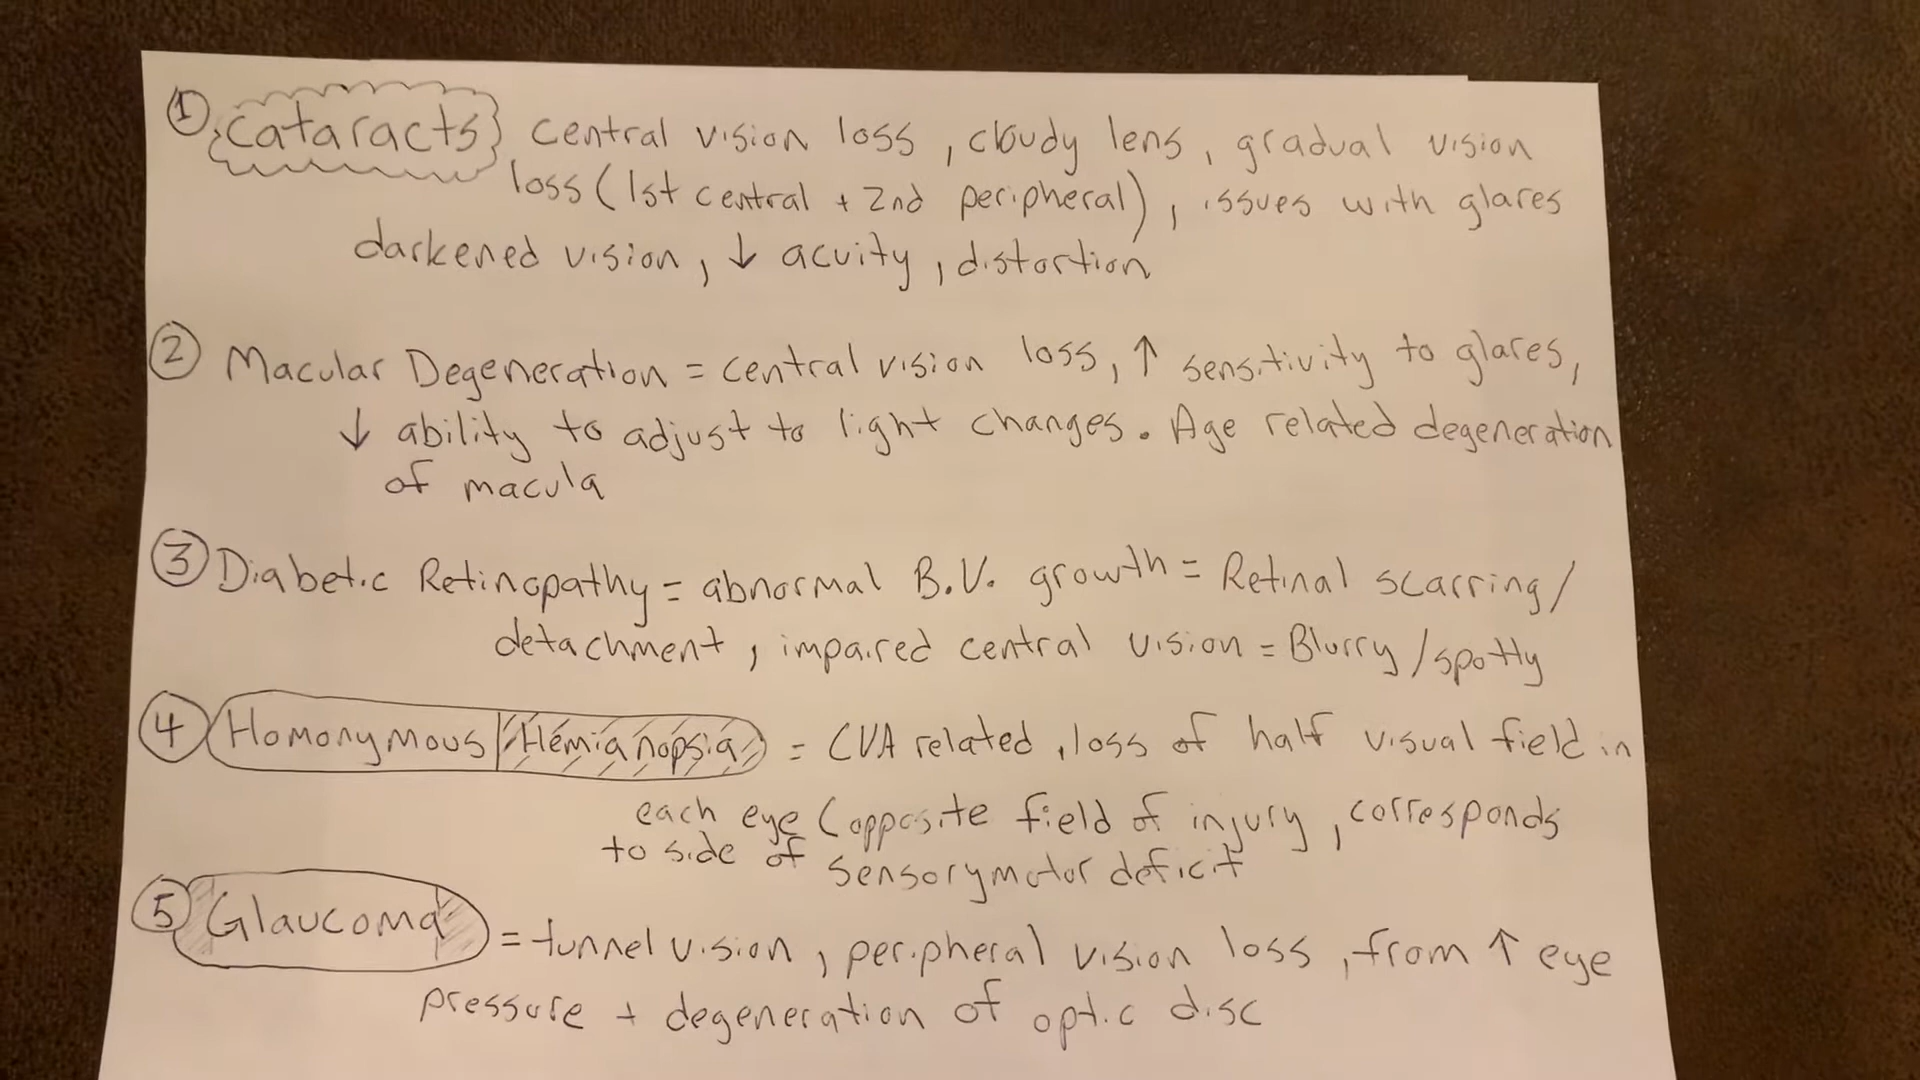 ① cataracts central vision loss, cloudy lens, gradual vision
loss (1st central + 2nd peripheral), issues with glares
darkened vision, ↓ acuity, distortion
② Macular Degeneration = central vision loss, ↑ sensitivity to glares,
↓ ability to adjust to light changes. Age related degeneration
of macula
③ Diabetic Retinopathy = abnormal B.V. growth = Retinal scarring/
detachment, impaired central vision = Blurry/spotty
④ Homonymous Hemianopsia = CVA related, loss of half visual field in
each eye (opposite field of injury, corresponds
to side of sensorymotor deficit
⑤ Glaucoma = tunnel vision, peripheral vision loss, from ↑ eye
pressure + degeneration of optic disc